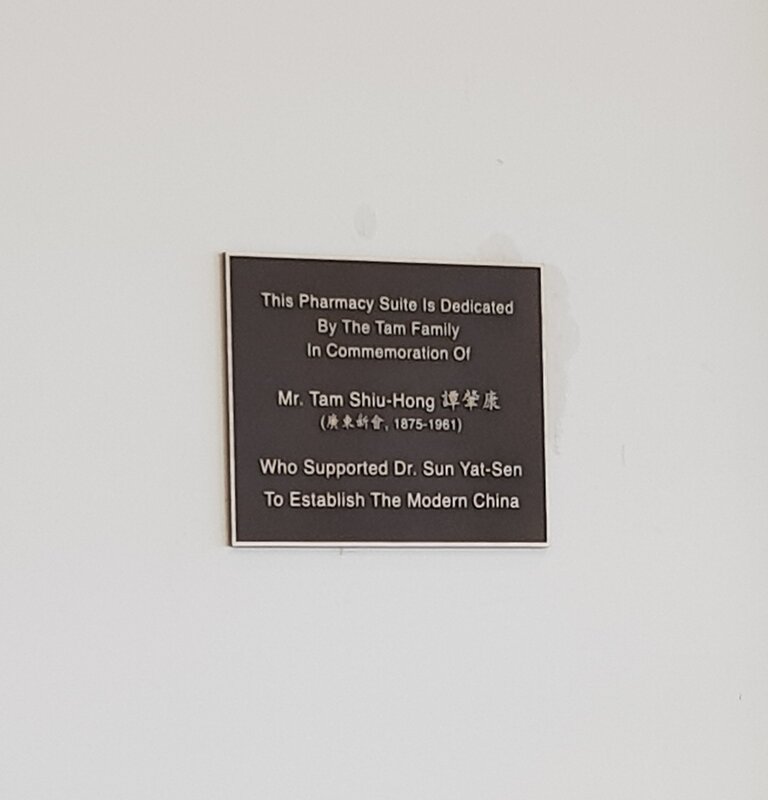 This Pharmacy Suite Is Dedicated
By The Tam Family
In Commemoration Of
Mr. Tam Shiu-Hong 譚肇康
(廣東新會, 1875-1961)
Who Supported Dr. Sun Yat-Sen
To Establish The Modern China